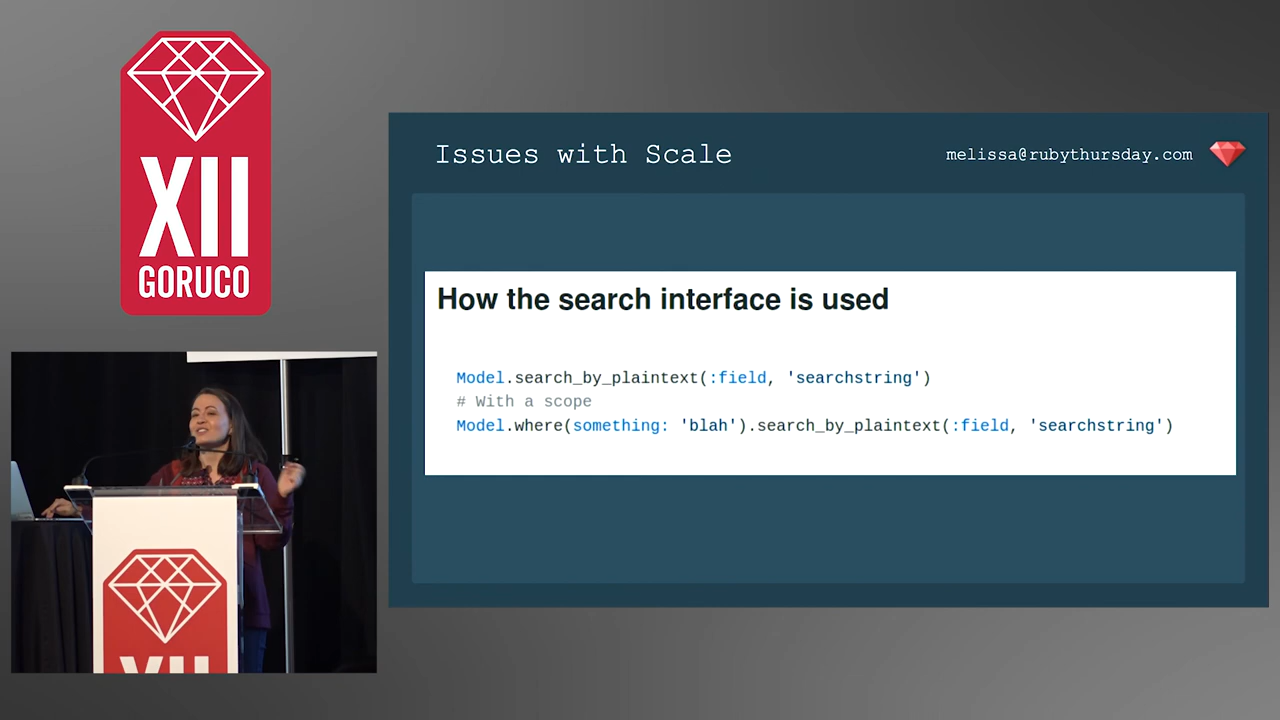 XII
GORUCO
Issues with Scale
melissa@rubythursday.com
How the search interface is used
Model.search_by_plaintext(:field, 'searchstring')
# With a scope
Model.where(something: 'blah').search_by_plaintext(:field, 'searchstring')
XII